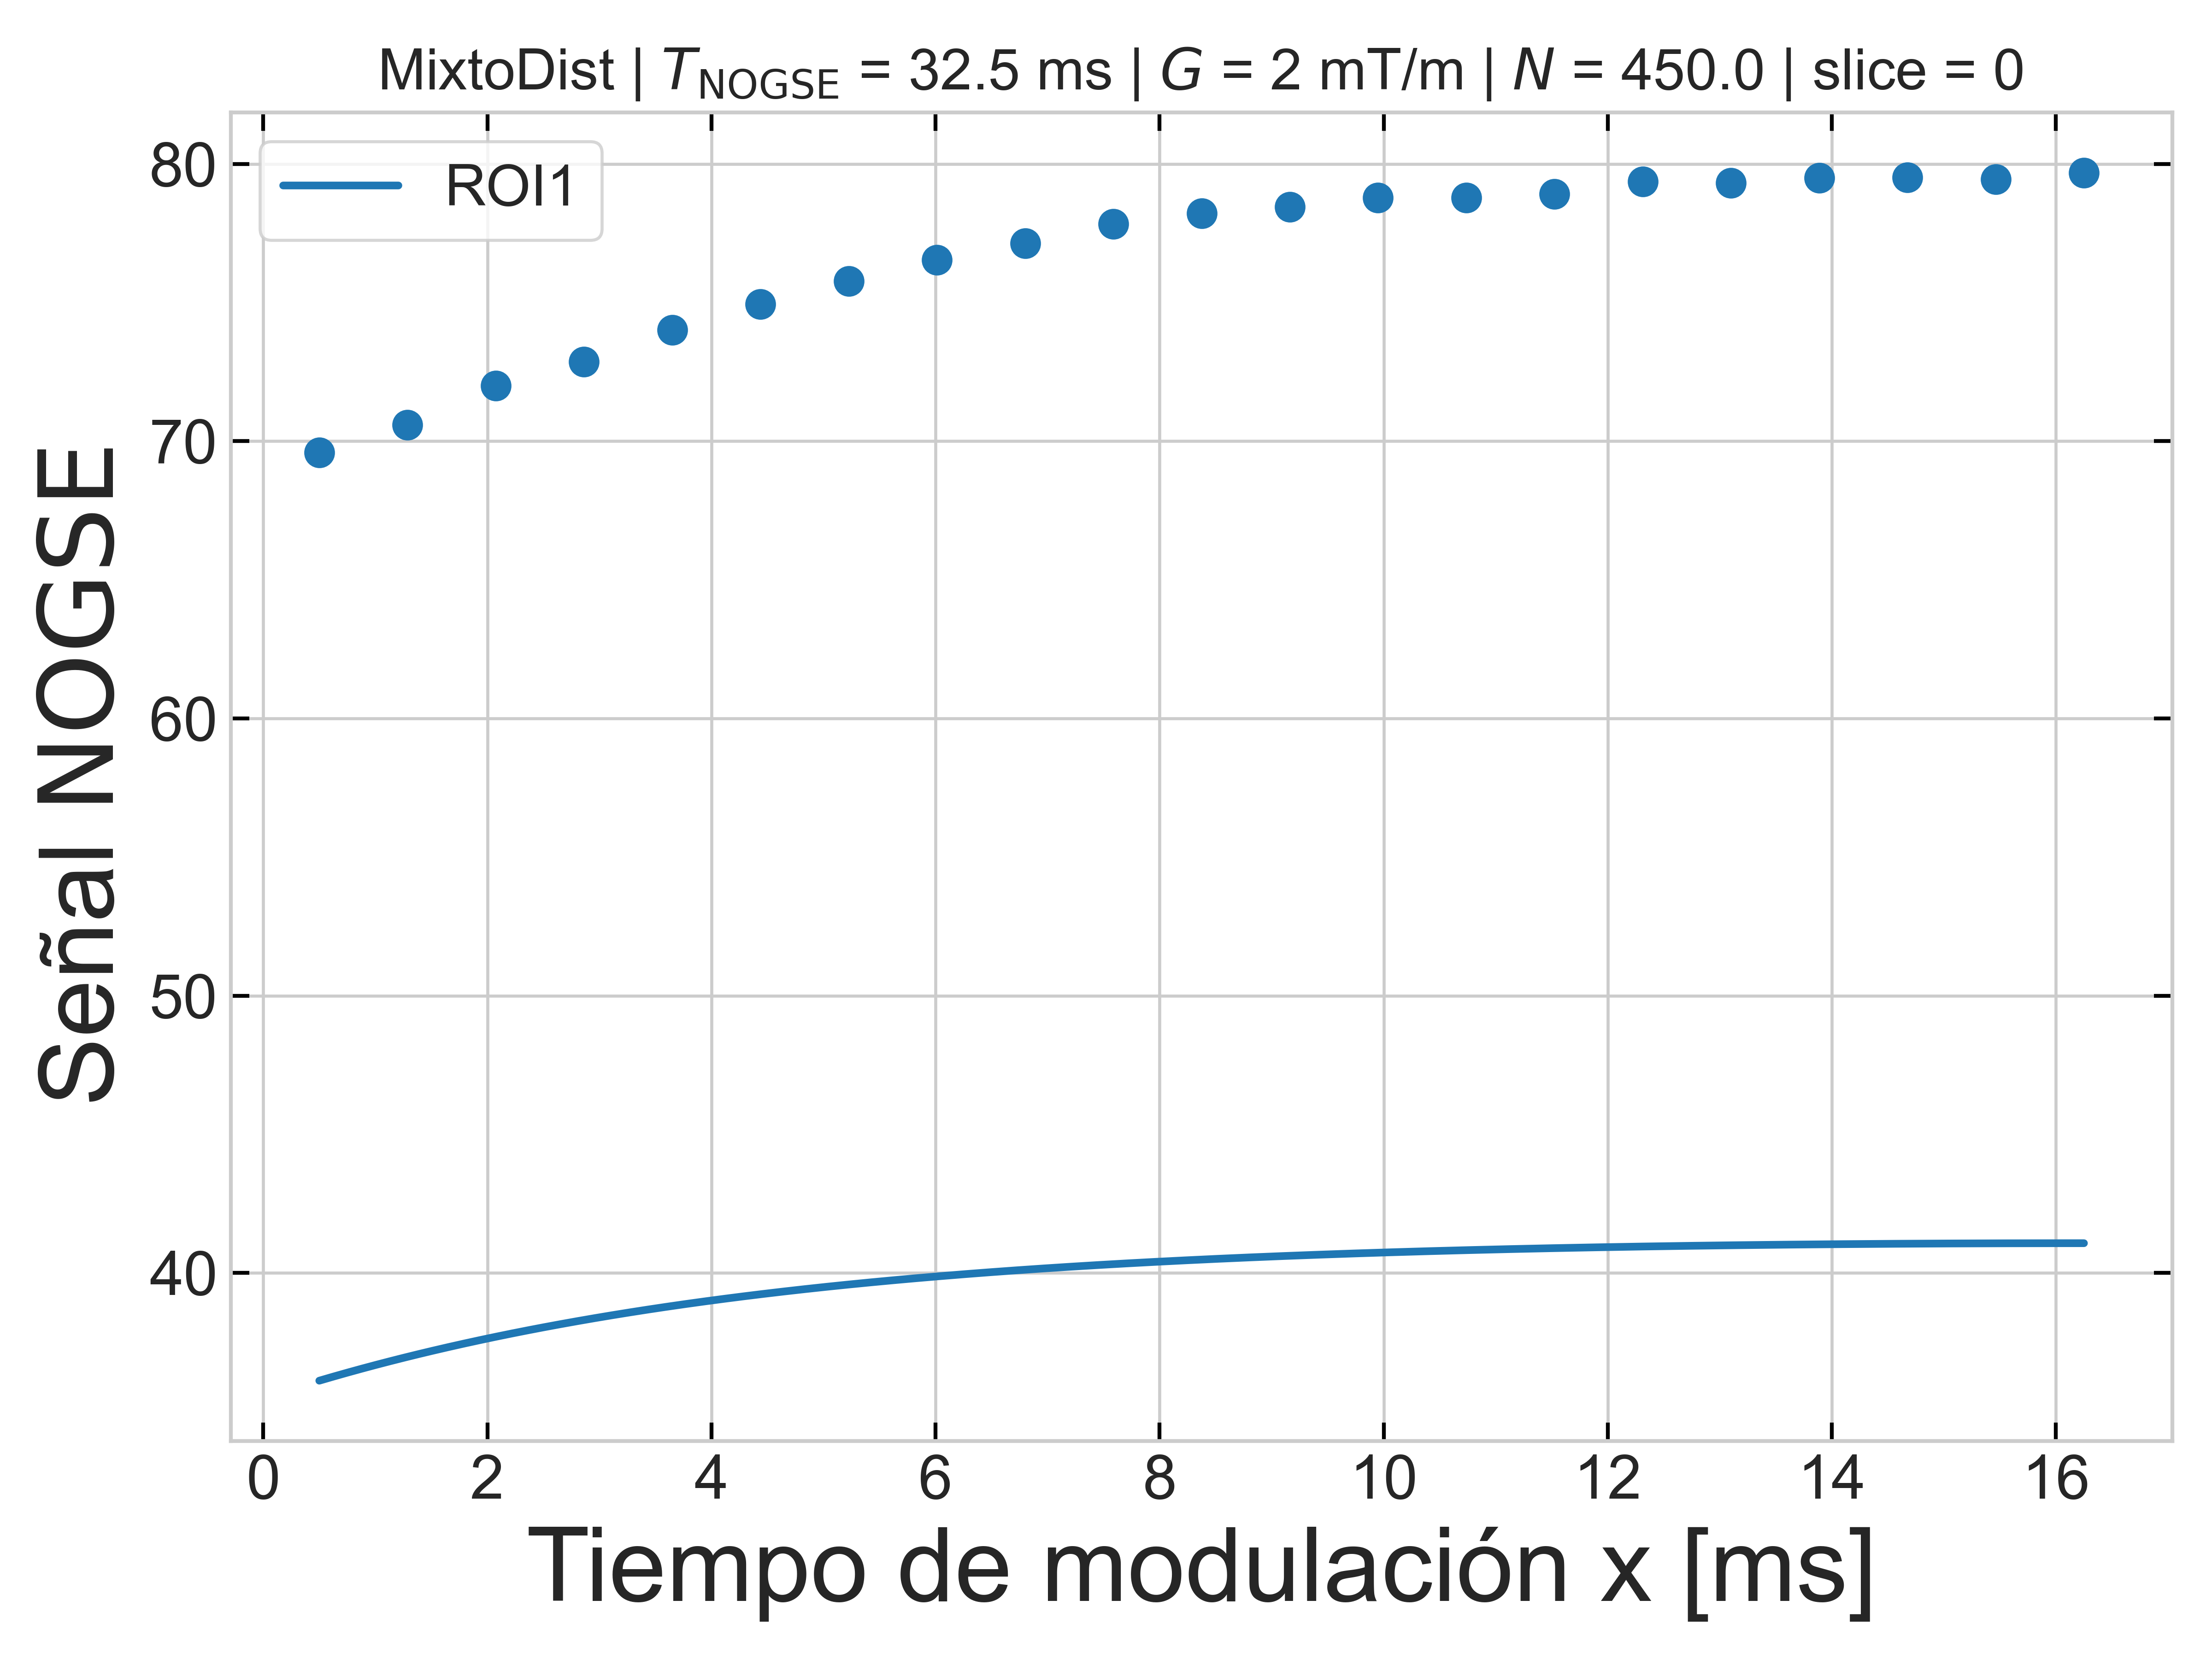 MixtoDist | T_NOGSE = 32.5 ms | G = 2 mT/m | N = 450.0 | slice = 0
ROI1
Señal NOGSE
80
70
60
50
40
0 2 4 6 8 10 12 14 16
Tiempo de modulación x [ms]